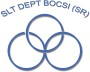 SLT DEPT BOCSI (SR)